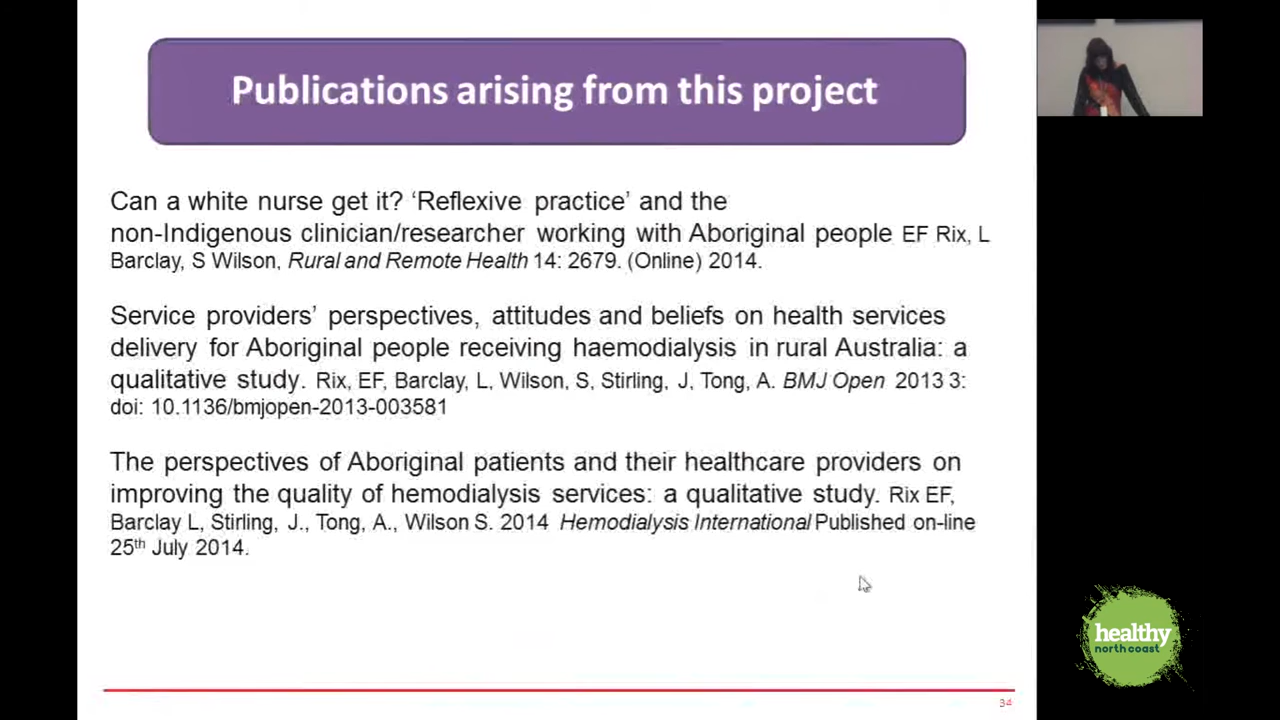 Publications arising from this project
Can a white nurse get it? ‘Reflexive practice’ and the
non-Indigenous clinician/researcher working with Aboriginal people EF Rix, L
Barclay, S Wilson, Rural and Remote Health 14: 2679. (Online) 2014.
Service providers’ perspectives, attitudes and beliefs on health services
delivery for Aboriginal people receiving haemodialysis in rural Australia: a
qualitative study. Rix, EF, Barclay, L, Wilson, S, Stirling, J, Tong, A. BMJ Open 2013 3:
doi: 10.1136/bmjopen-2013-003581
The perspectives of Aboriginal patients and their healthcare providers on
improving the quality of hemodialysis services: a qualitative study. Rix EF,
Barclay L, Stirling, J., Tong, A., Wilson S. 2014 Hemodialysis International Published on-line
25th July 2014.
34
healthy
north coast